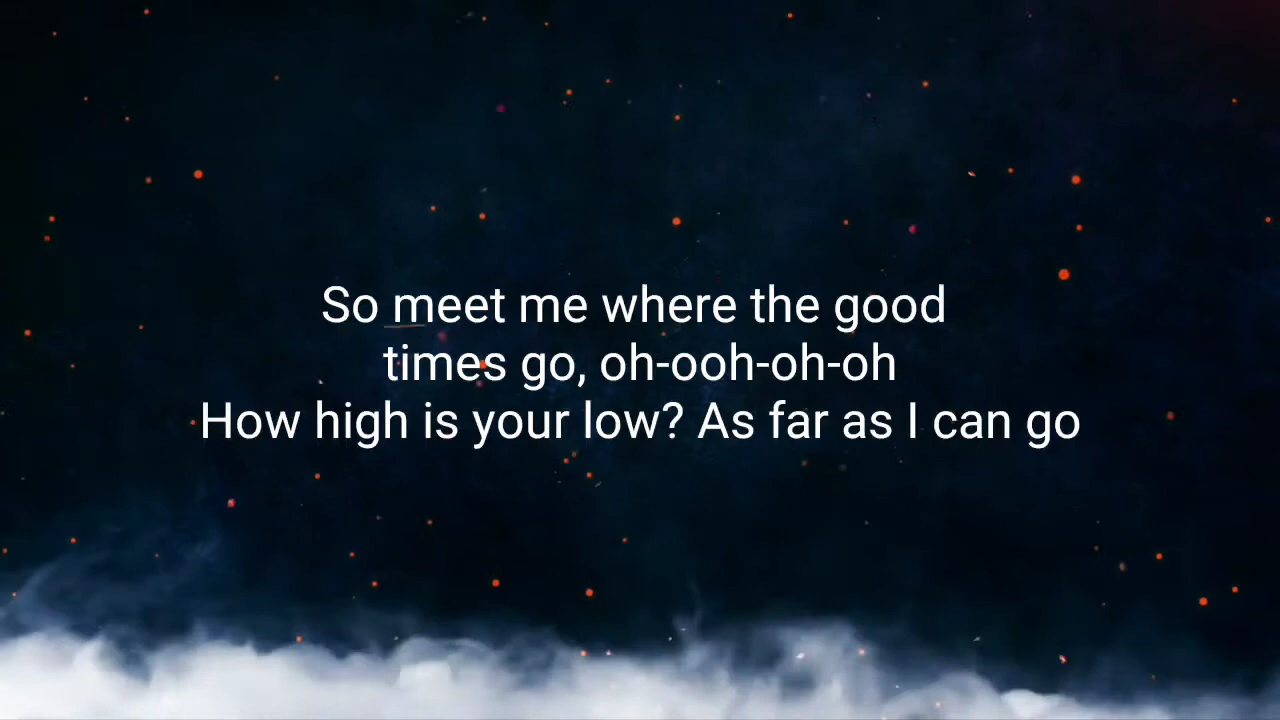 So meet me where the good
times go, oh-ooh-oh-oh
How high is your low? As far as I can go